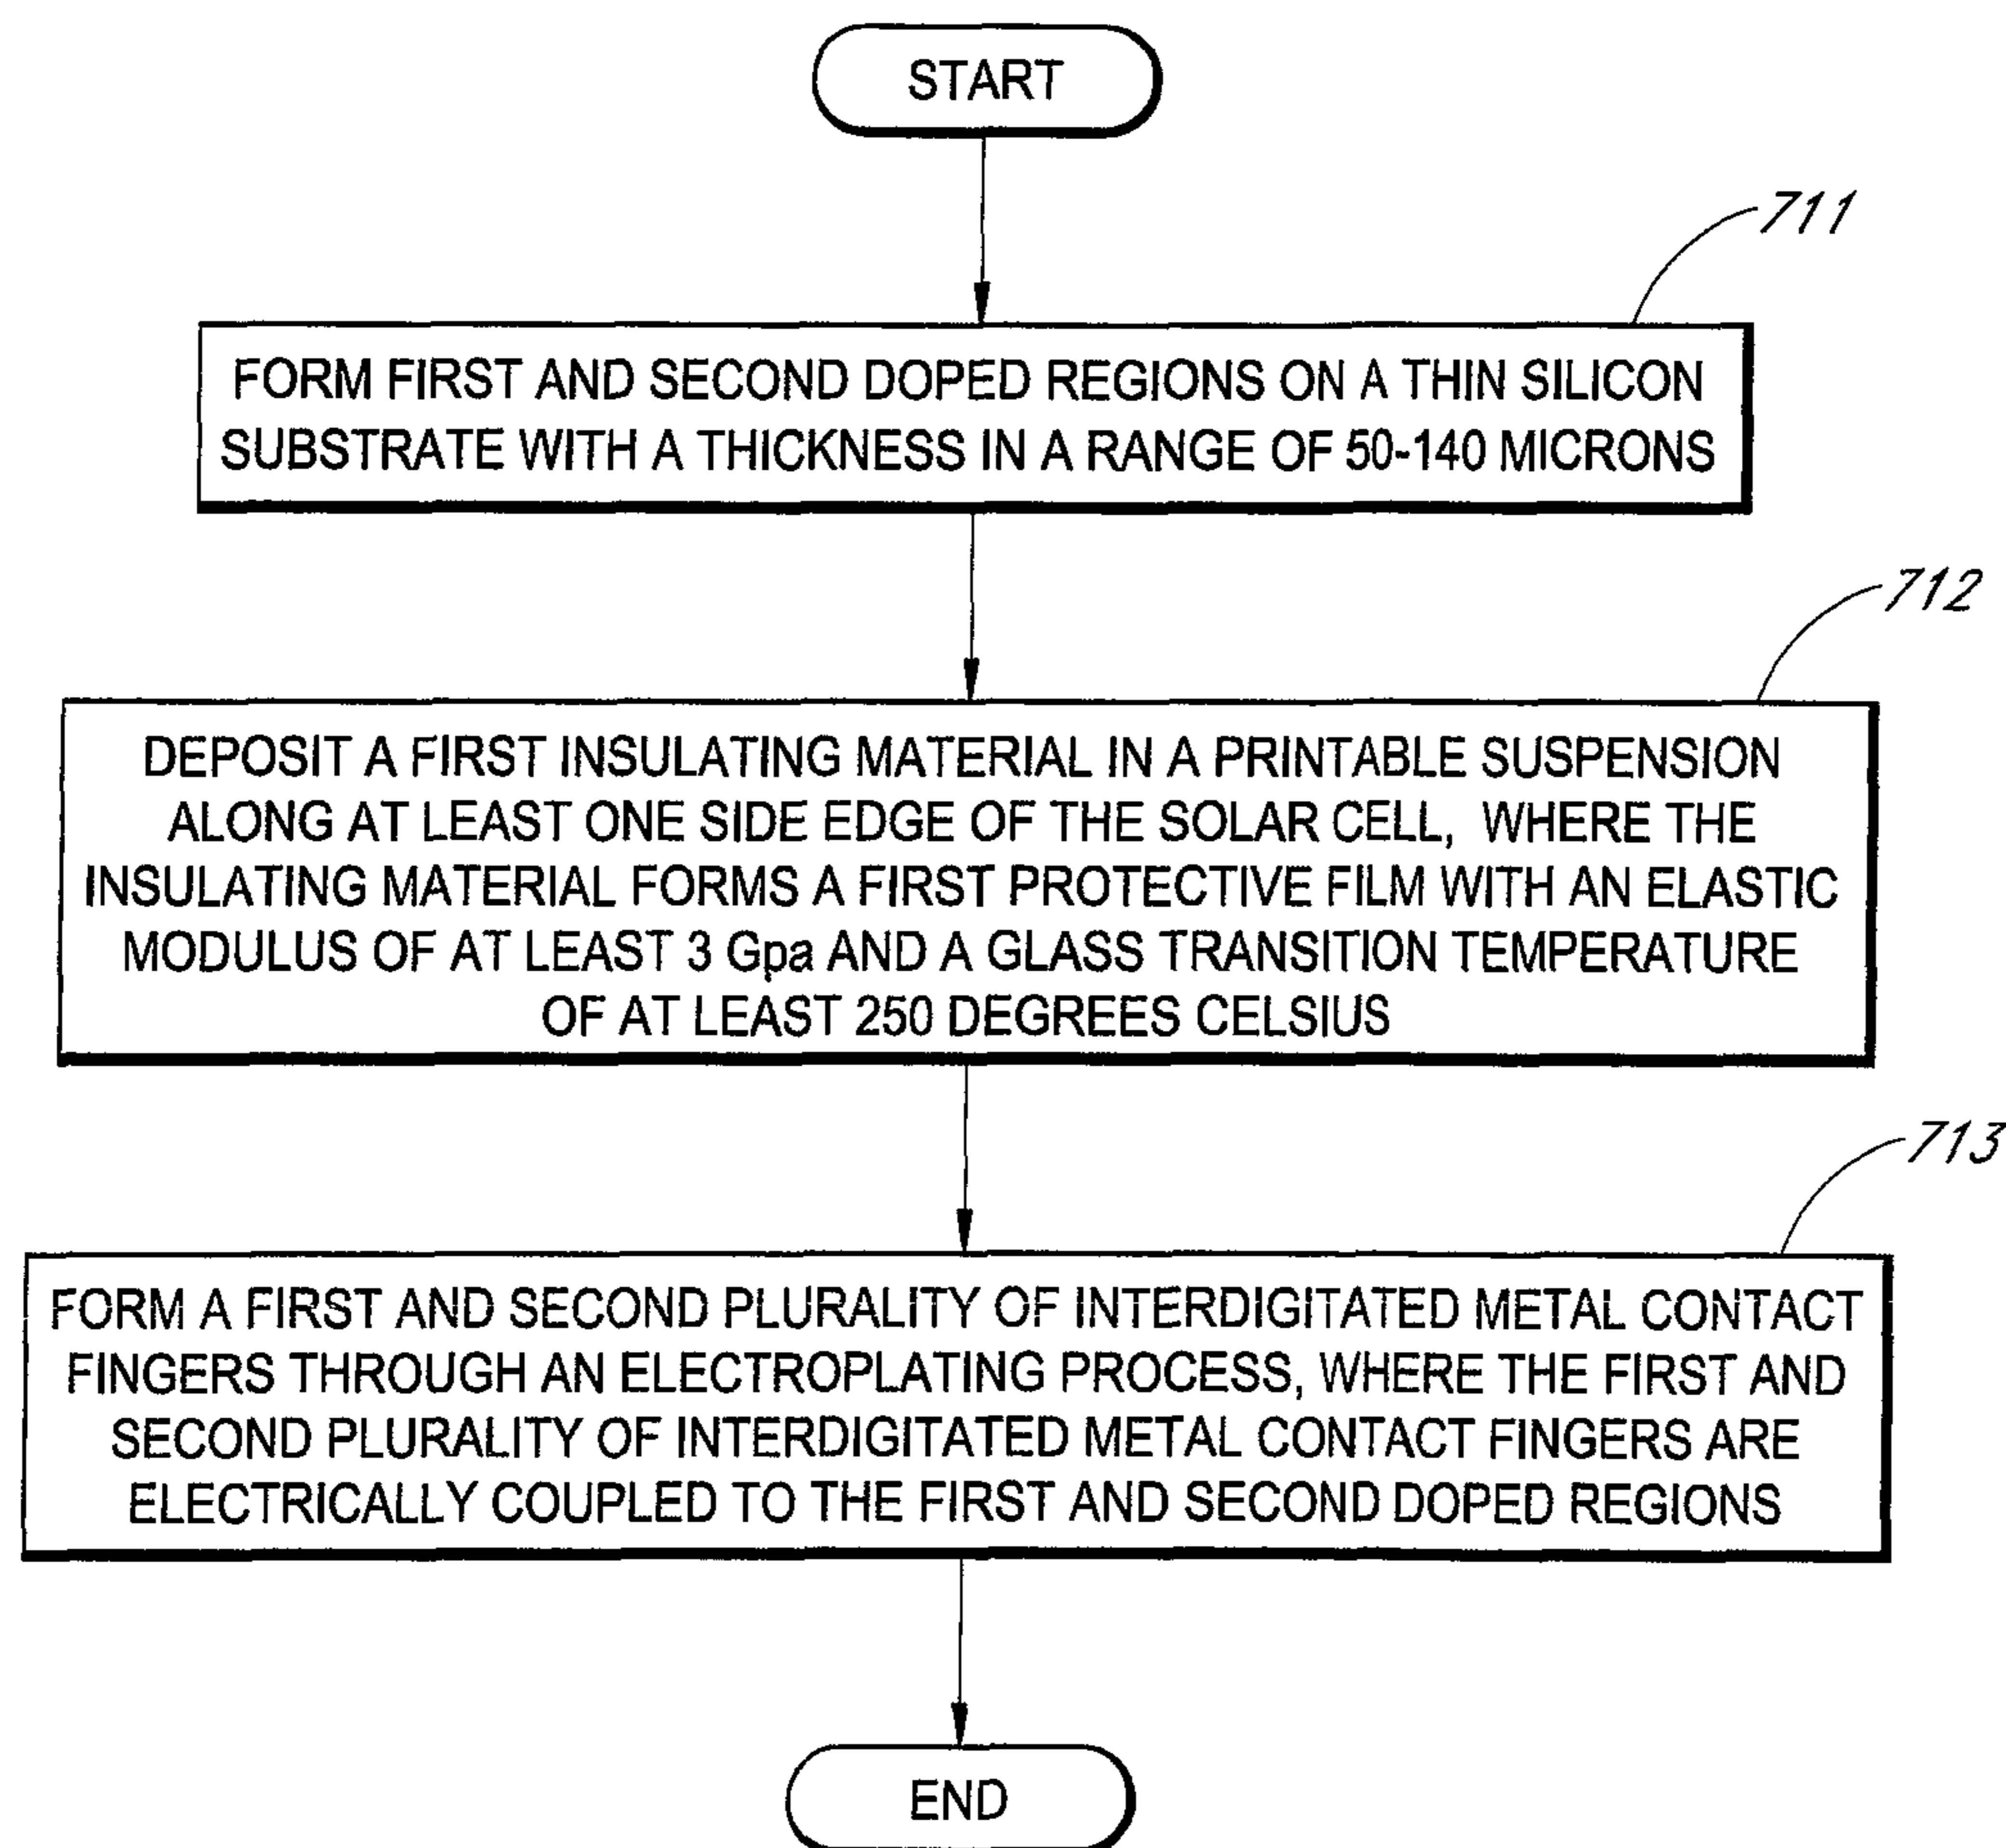 START
711
FORM FIRST AND SECOND DOPED REGIONS ON A THIN SILICON
SUBSTRATE WITH A THICKNESS IN A RANGE OF 50-140 MICRONS
712
DEPOSIT A FIRST INSULATING MATERIAL IN A PRINTABLE SUSPENSION
ALONG AT LEAST ONE SIDE EDGE OF THE SOLAR CELL, WHERE THE
INSULATING MATERIAL FORMS A FIRST PROTECTIVE FILM WITH AN ELASTIC
MODULUS OF AT LEAST 3 Gpa AND A GLASS TRANSITION TEMPERATURE
OF AT LEAST 250 DEGREES CELSIUS
713
FORM A FIRST AND SECOND PLURALITY OF INTERDIGITATED METAL CONTACT
FINGERS THROUGH AN ELECTROPLATING PROCESS, WHERE THE FIRST AND
SECOND PLURALITY OF INTERDIGITATED METAL CONTACT FINGERS ARE
ELECTRICALLY COUPLED TO THE FIRST AND SECOND DOPED REGIONS
END